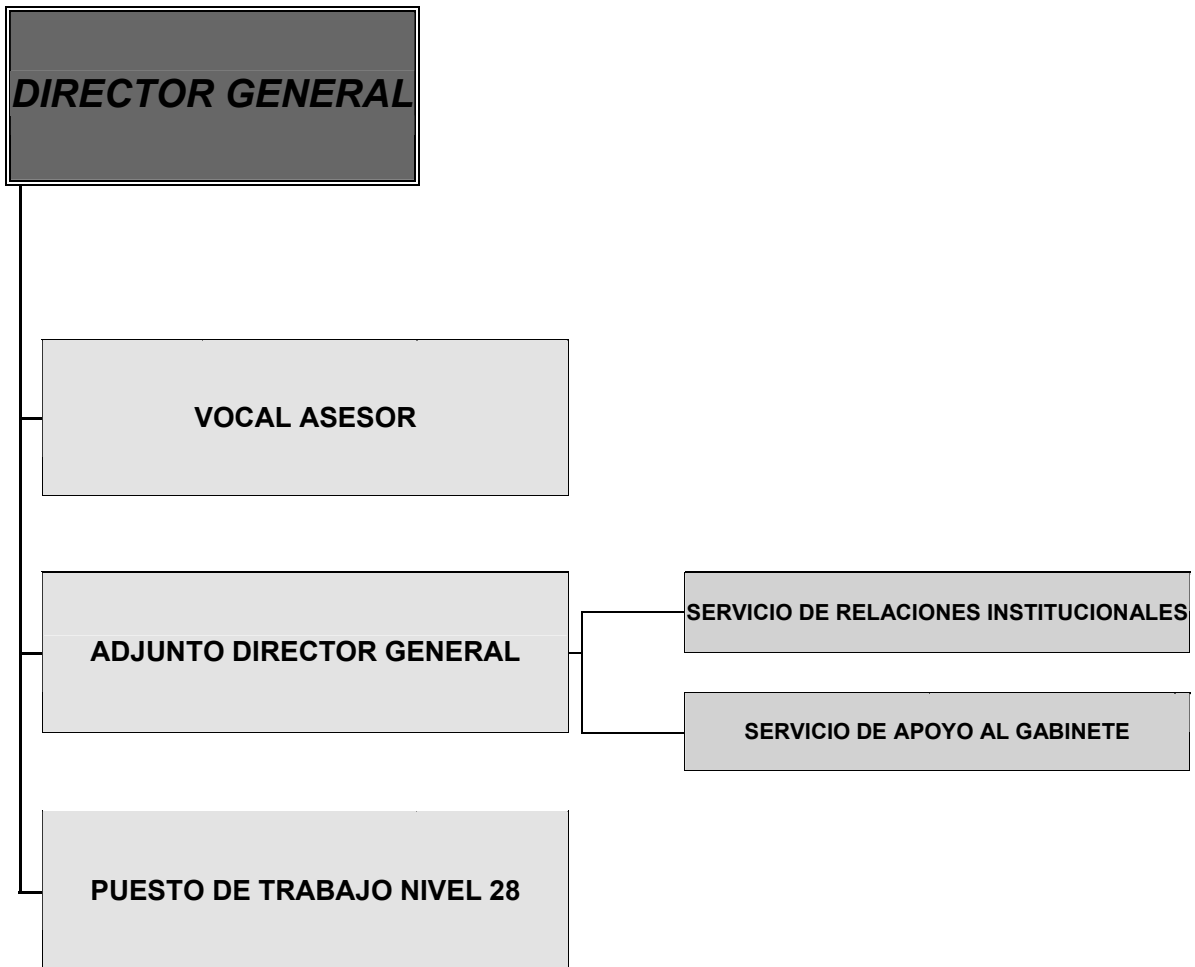 DIRECTOR GENERAL
VOCAL ASESOR
ADJUNTO DIRECTOR GENERAL
SERVICIO DE RELACIONES INSTITUCIONALES
SERVICIO DE APOYO AL GABINETE
PUESTO DE TRABAJO NIVEL 28